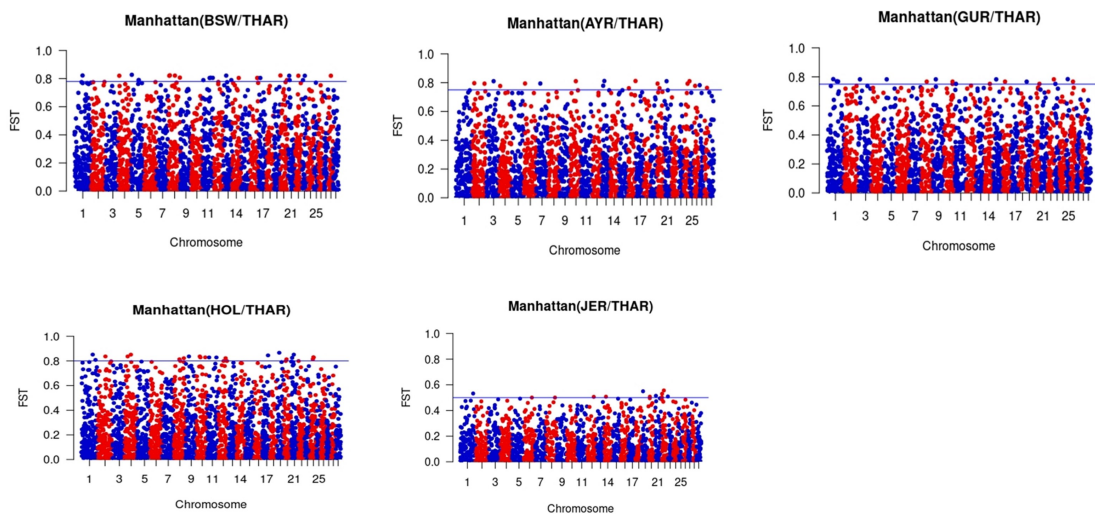 Manhattan(BSW/THAR)
1.0
0.8
0.6
0.4
0.2
0.0
FST
1 3 5 7 9 11 14 17 21 25
Chromosome
Manhattan(AYR/THAR)
1.0
0.8
0.6
0.4
0.2
0.0
FST
1 3 5 7 9 11 14 17 21 25
Chromosome
Manhattan(GUR/THAR)
1.0
0.8
0.6
0.4
0.2
0.0
FST
1 3 5 7 9 11 14 17 21 25
Chromosome
Manhattan(HOL/THAR)
1.0
0.8
0.6
0.4
0.2
0.0
FST
1 3 5 7 9 11 14 17 21 25
Chromosome
Manhattan(JER/THAR)
1.0
0.8
0.6
0.4
0.2
0.0
FST
1 3 5 7 9 11 14 17 21 25
Chromosome